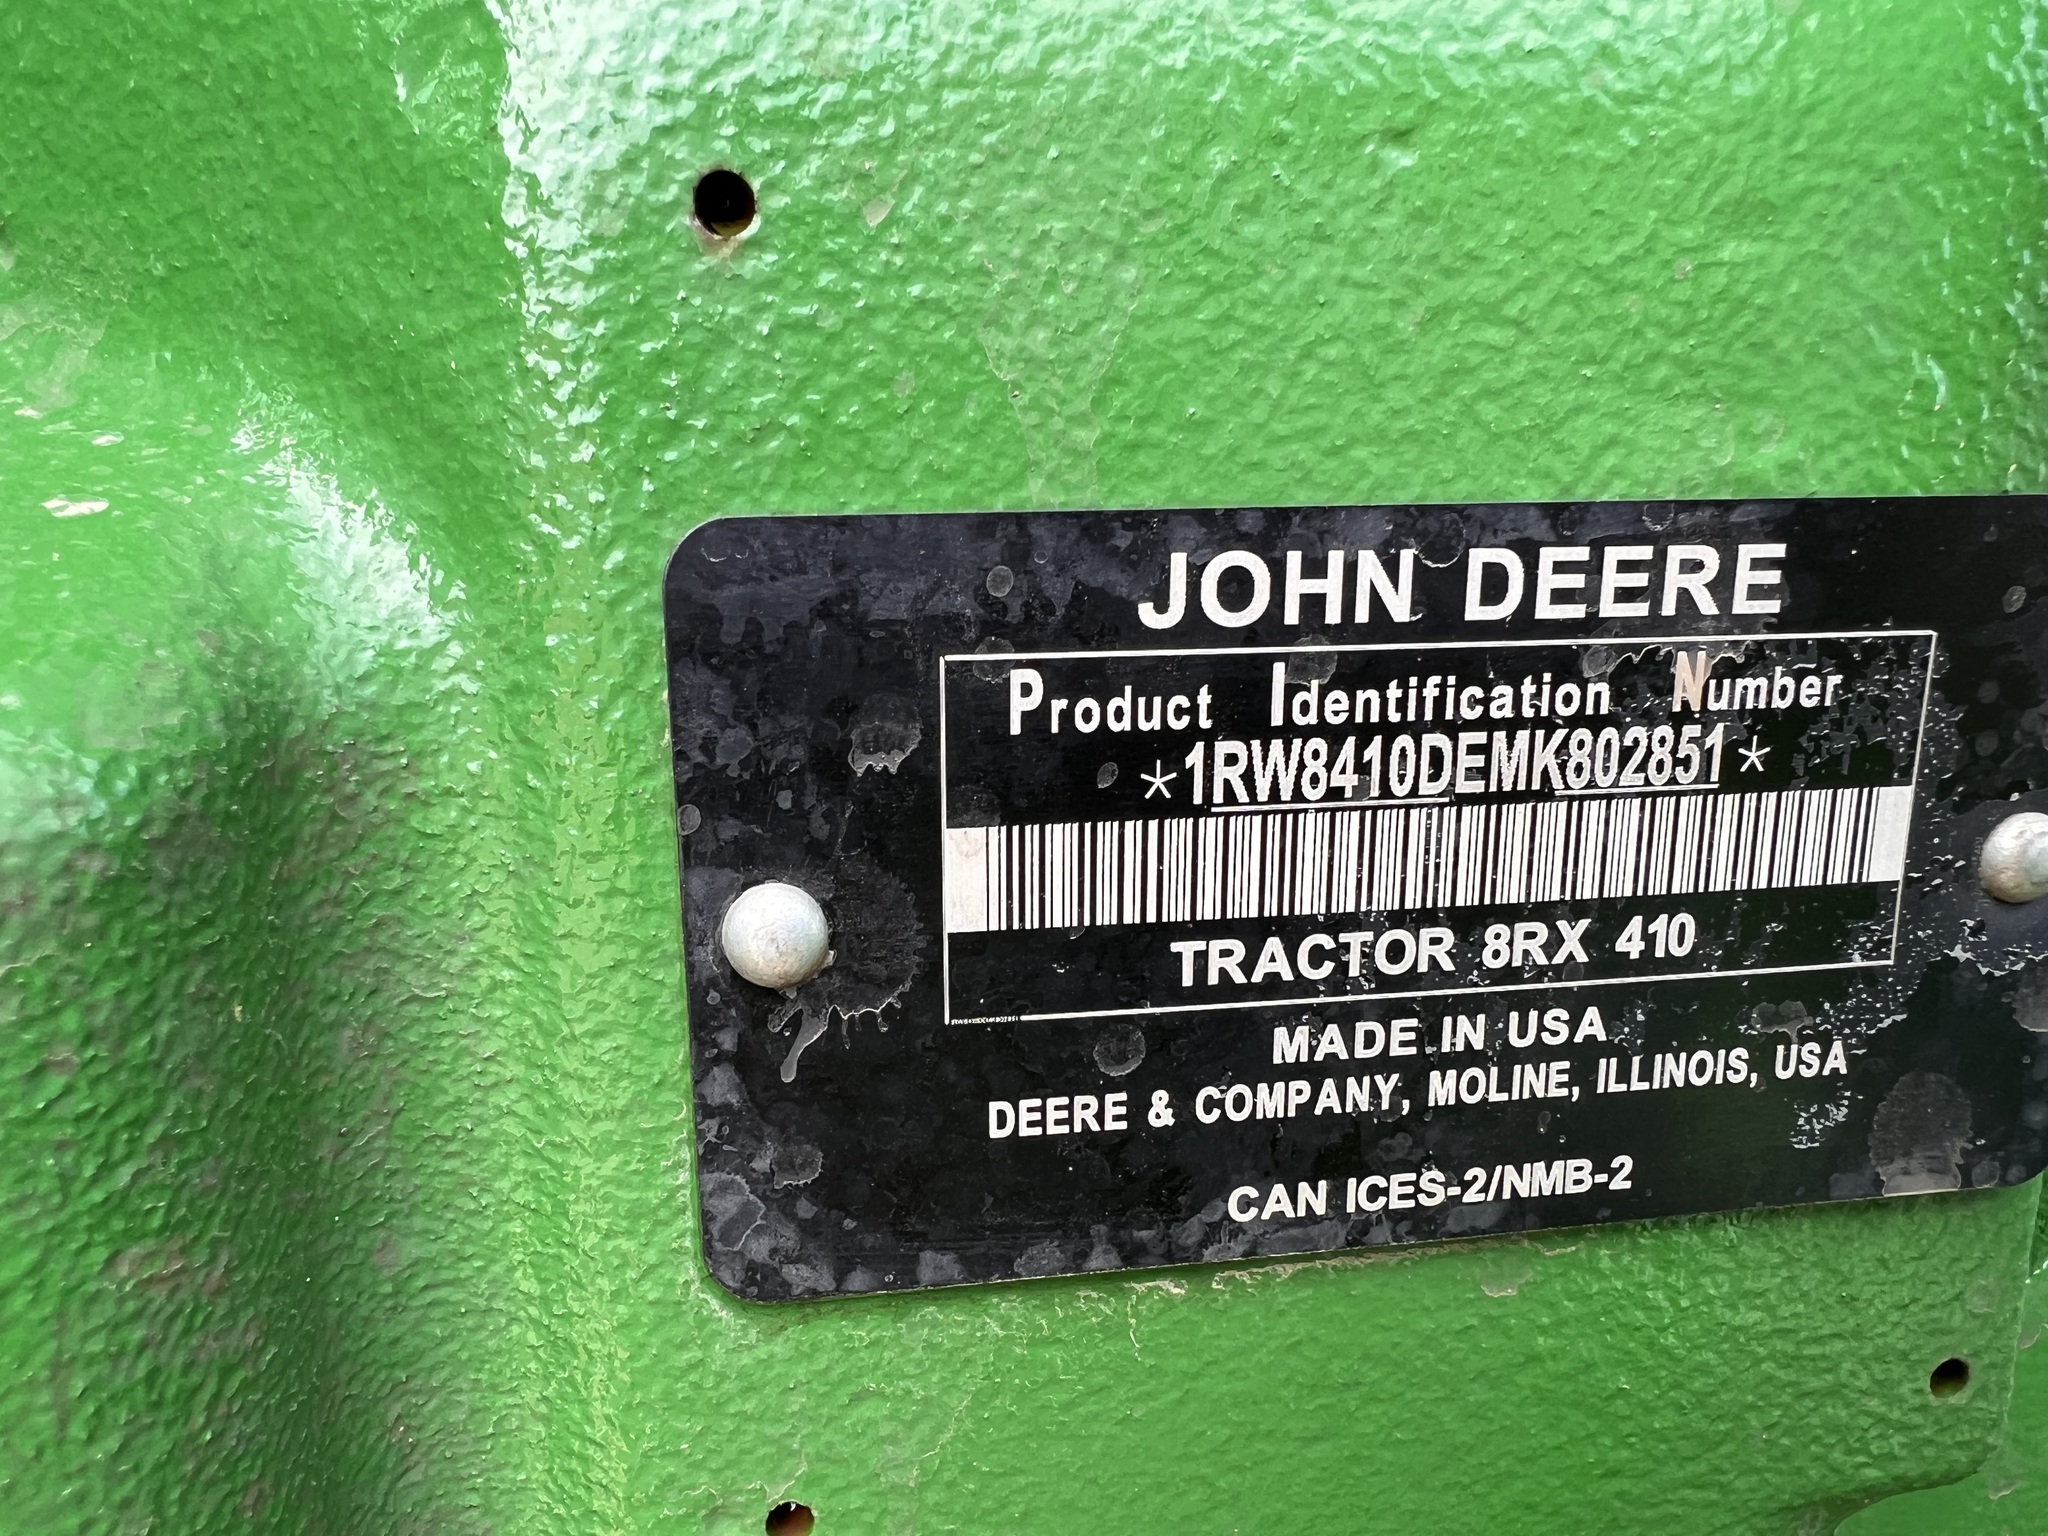 JOHN DEERE
Product Identification Number
*1RW8410DEMK802851*
TRACTOR 8RX 410
MADE IN USA
DEERE & COMPANY, MOLINE, ILLINOIS, USA
CAN ICES-2/NMB-2